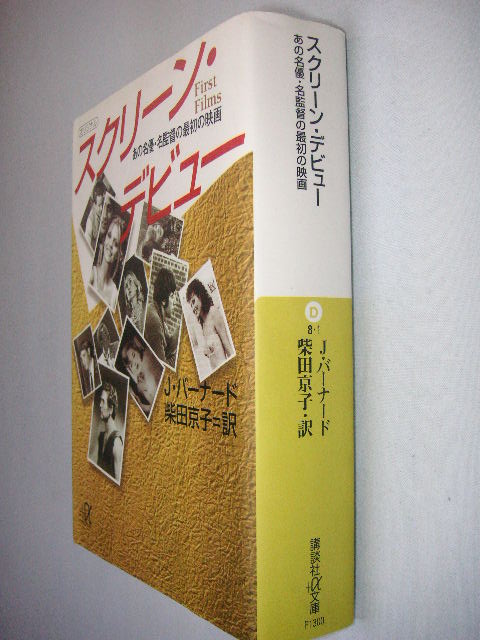 スクリーン・
デビュー
First
Films
あの名優・名監督の最初の映画
J・バーナード
柴田京子=訳
+α
スクリーン・デビュー
あの名優・名監督の最初の映画
D
8・1
J・バーナード
柴田京子・訳
講談社
+α
文庫